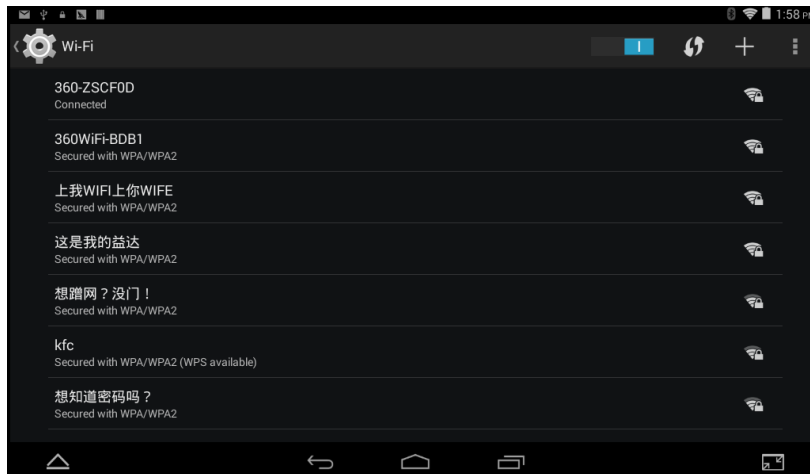 1:58 PM
Wi-Fi
360-ZSCF0D
Connected
360WiFi-BDB1
Secured with WPA/WPA2
上我WIFI上你WIFE
Secured with WPA/WPA2
这是我的益达
Secured with WPA/WPA2
想蹭网？没门！
Secured with WPA/WPA2
kfc
Secured with WPA/WPA2 (WPS available)
想知道密码吗？
Secured with WPA/WPA2